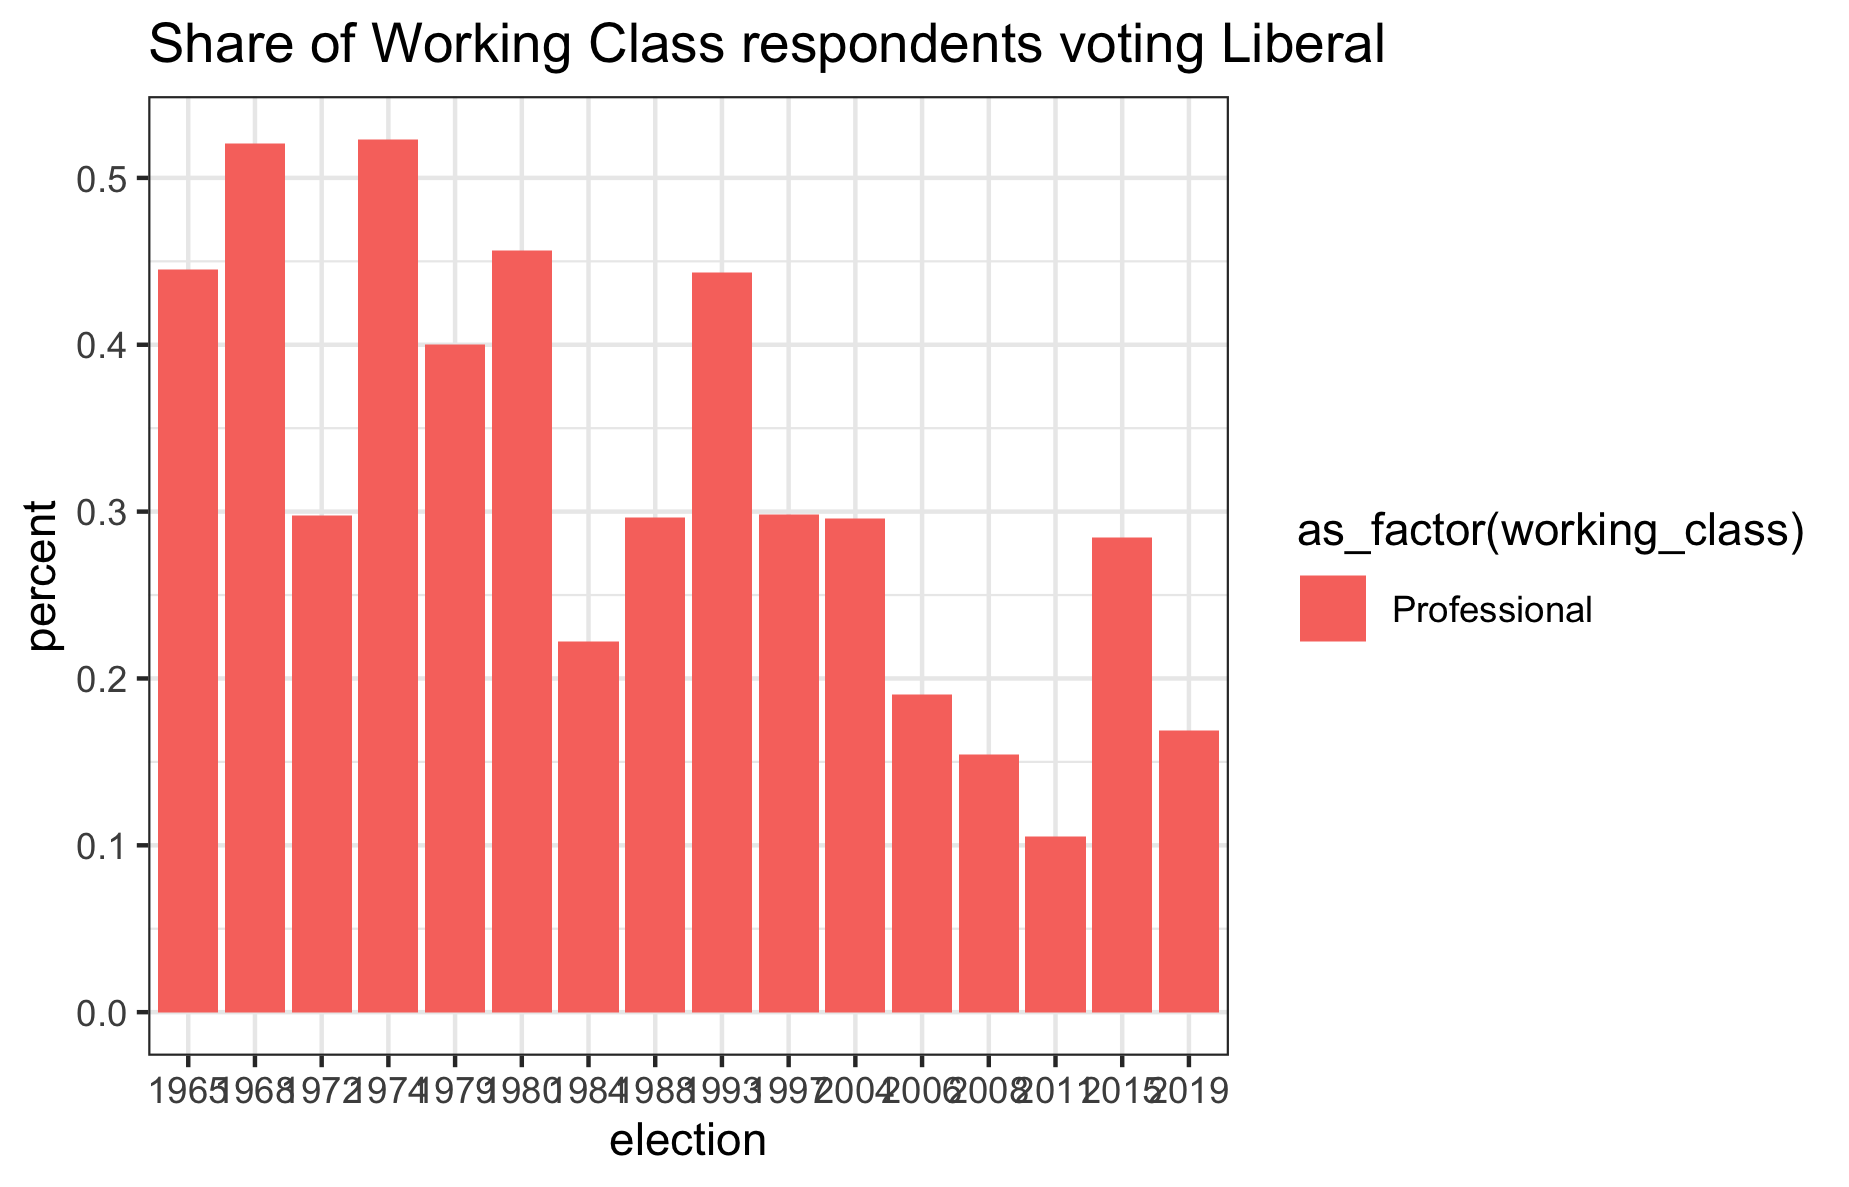 Share of Working Class respondents voting Liberal
percent
0.5
0.4
0.3
0.2
0.1
0.0
1965 1968 1972 1974 1979 1980 1984 1988 1993 1997 2004 2006 2008 2011 2015 2019
election
as_factor(working_class)
Professional